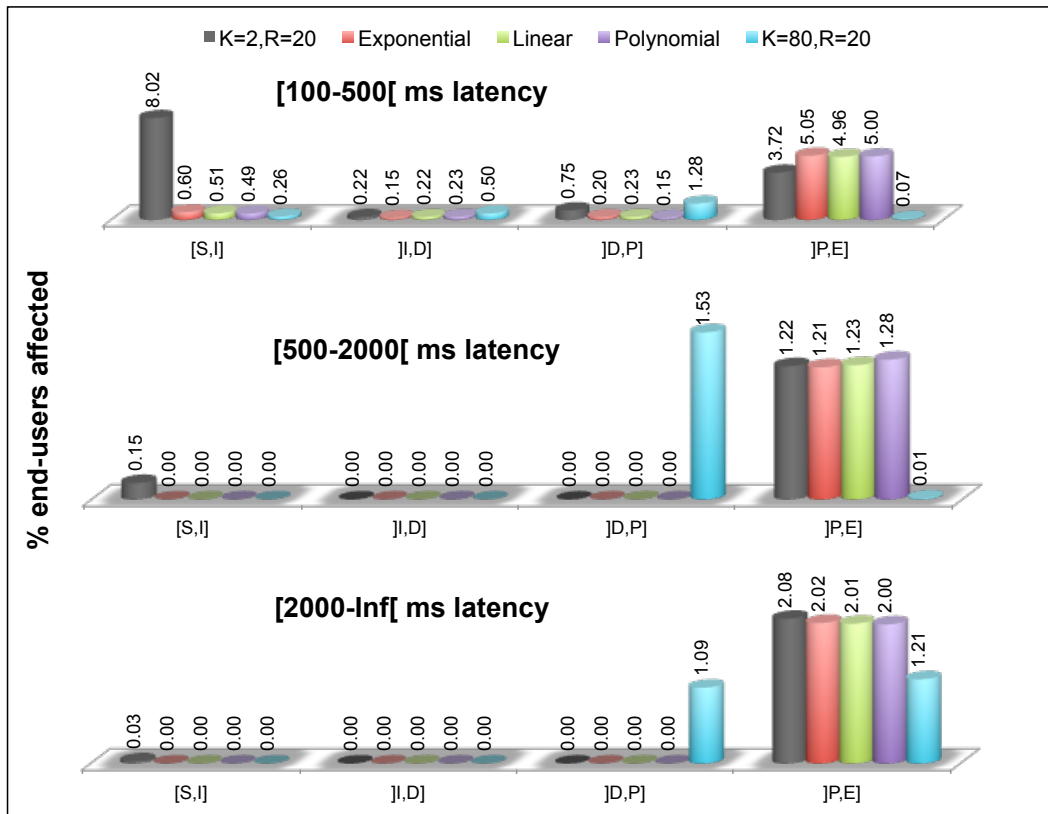 K=2,R=20 Exponential Linear Polynomial K=80,R=20
% end-users affected
[100-500[ ms latency
8.02 0.60 0.51 0.49 0.26 0.22 0.15 0.22 0.23 0.50 0.75 0.20 0.23 0.15 1.28 3.72 5.05 4.96 5.00 0.07
[S,I] ]I,D] ]D,P] ]P,E]
[500-2000[ ms latency
0.15 0.00 0.00 0.00 0.00 0.00 0.00 0.00 0.00 0.00 0.00 0.00 0.00 0.00 1.53 1.22 1.21 1.23 1.28 0.01
[S,I] ]I,D] ]D,P] ]P,E]
[2000-Inf[ ms latency
0.03 0.00 0.00 0.00 0.00 0.00 0.00 0.00 0.00 0.00 0.00 0.00 0.00 0.00 1.09 2.08 2.02 2.01 2.00 1.21
[S,I] ]I,D] ]D,P] ]P,E]